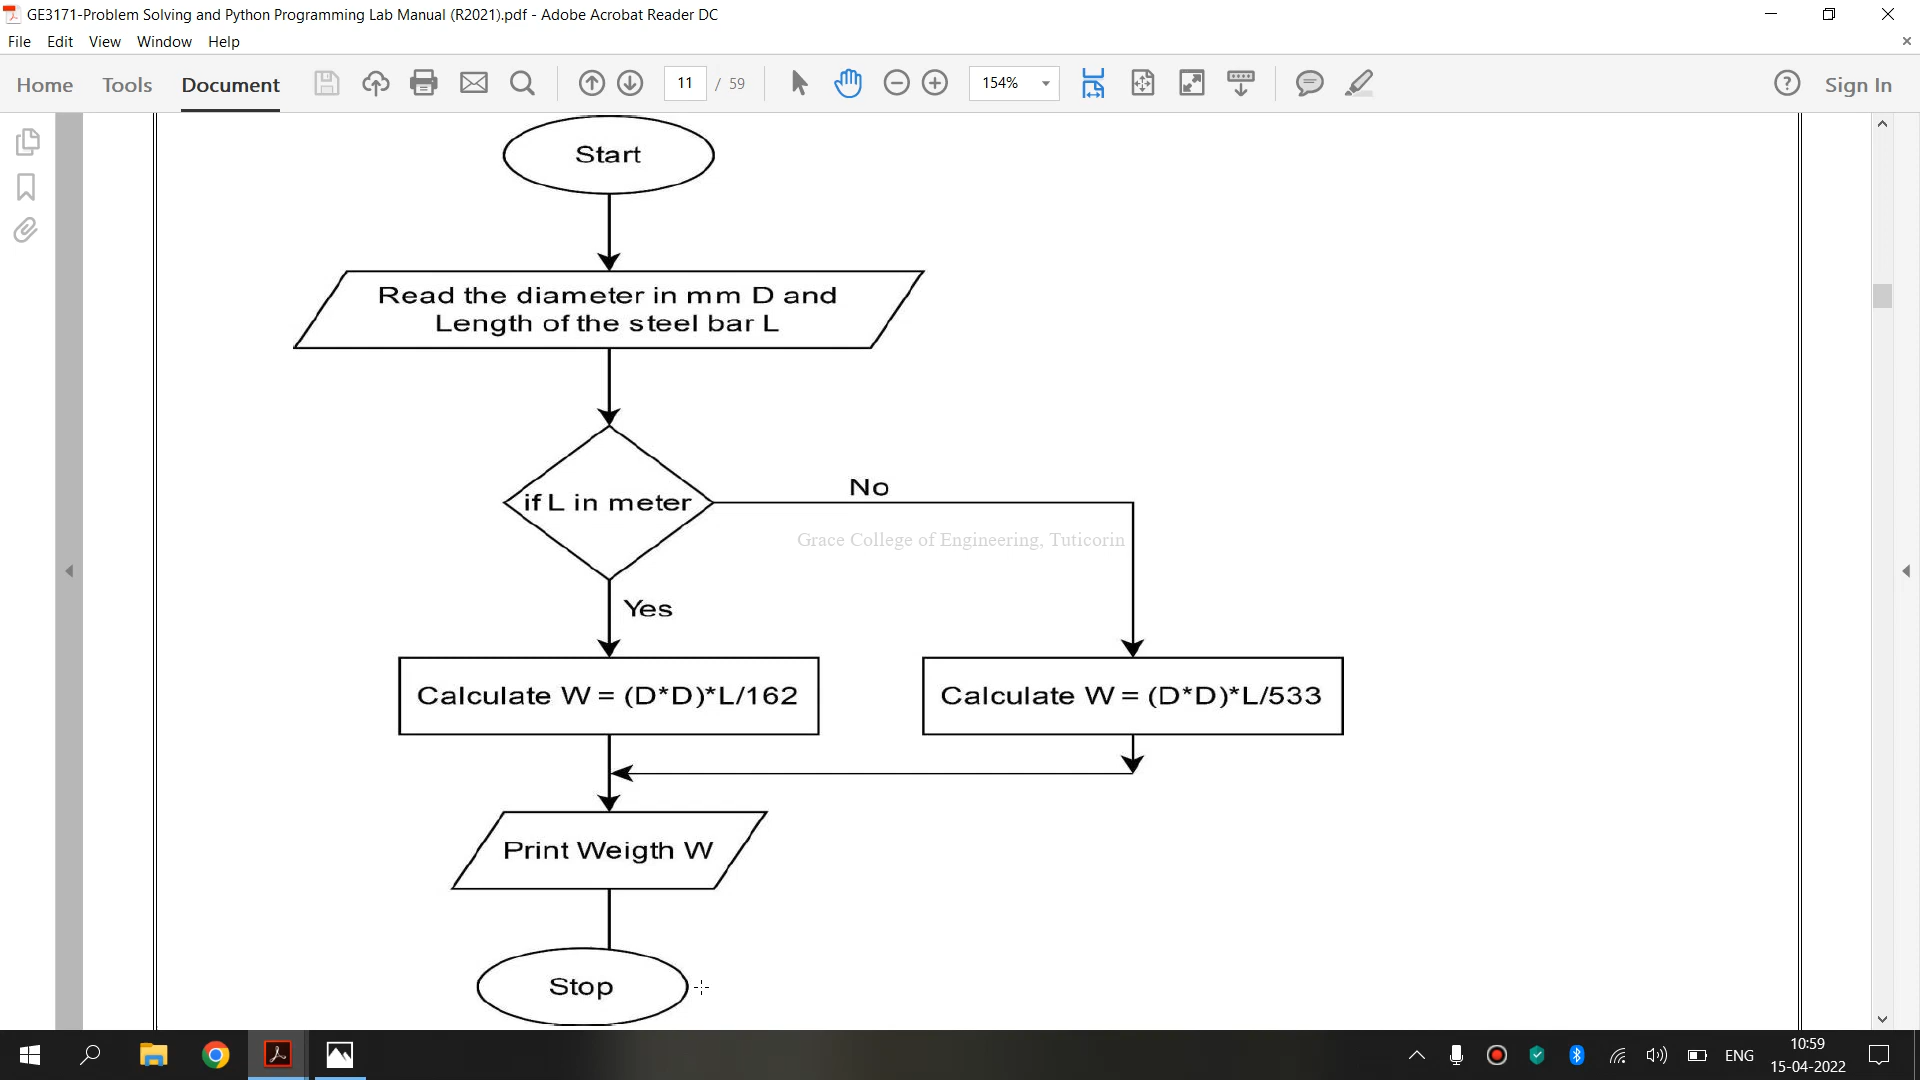 GE3171-Problem Solving and Python Programming Lab Manual (R2021).pdf - Adobe Acrobat Reader DC
File Edit View Window Help
Home Tools Document 11 / 59 154% Sign In
Start
Read the diameter in mm D and
Length of the steel bar L
if L in meter
No
Grace College of Engineering, Tuticorin
Yes
Calculate W = (D*D)*L/162
Calculate W = (D*D)*L/533
Print Weigth W
Stop
ENG
10:59
15-04-2022